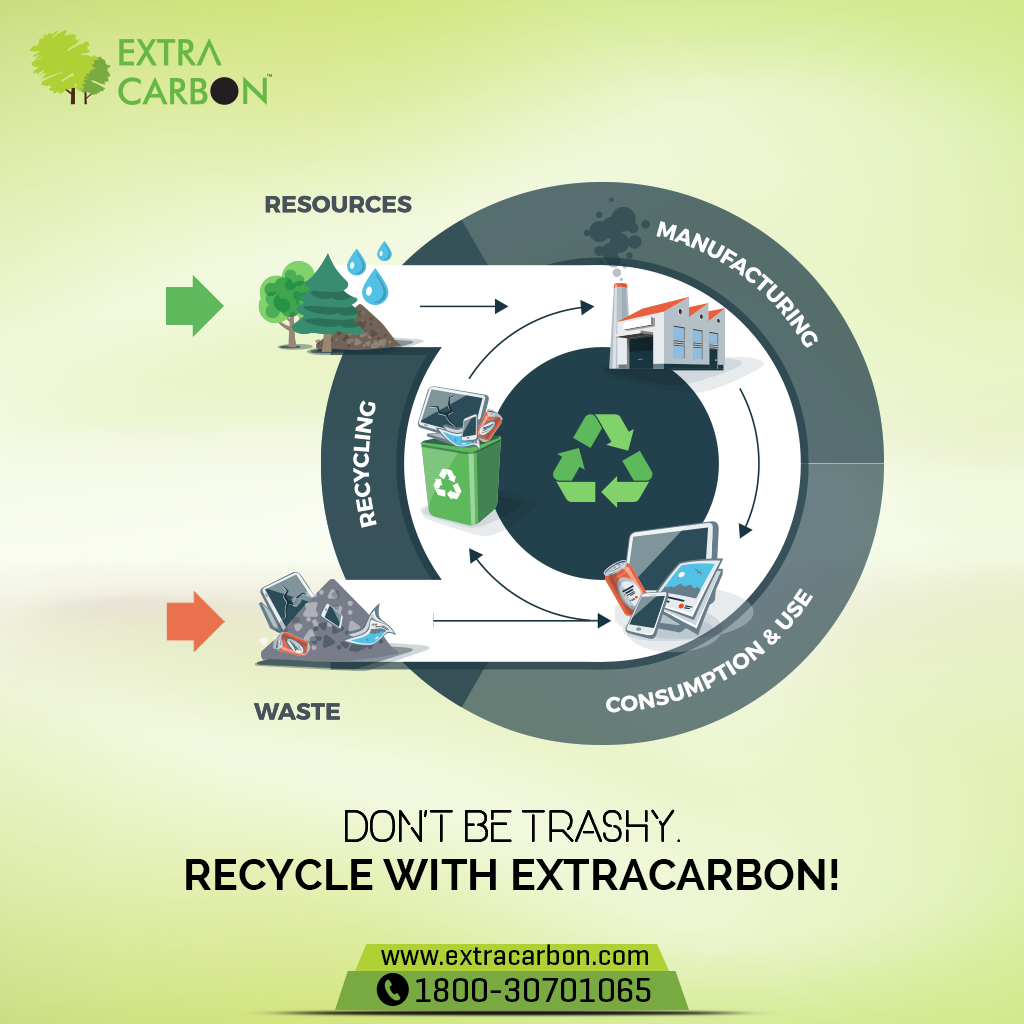 EXTRA
CARBON™
RESOURCES
MANUFACTURING
RECYCLING
CONSUMPTION & USE
WASTE
DON'T BE TRASHY.
RECYCLE WITH EXTRACARBON!
www.extracarbon.com
1800-30701065